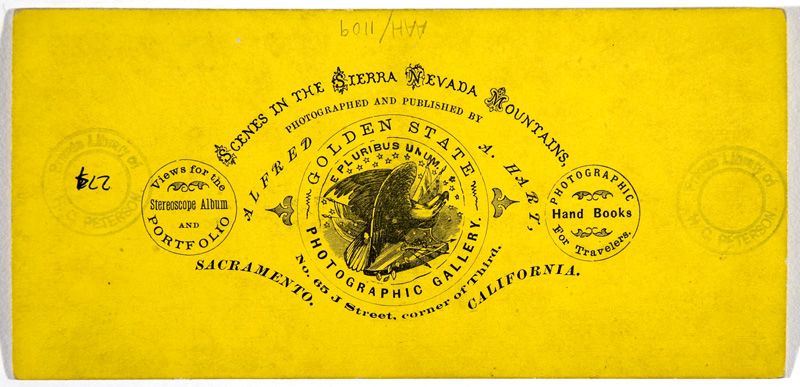 AAH/1109
SCENES IN THE SIERRA NEVADA MOUNTAINS,
PHOTOGRAPHED AND PUBLISHED BY
ALFRED A. HART,
GOLDEN STATE
PHOTOGRAPHIC GALLERY.
E PLURIBUS UNUM.
No. 65 J Street, corner of Third.
SACRAMENTO. CALIFORNIA.
Views for the
Stereoscope Album
AND
PORTFOLIO
PHOTOGRAPHIC
Hand Books
For Travelers.
Private Library of
PETERSON
Private Library of
M. C. PETERSON